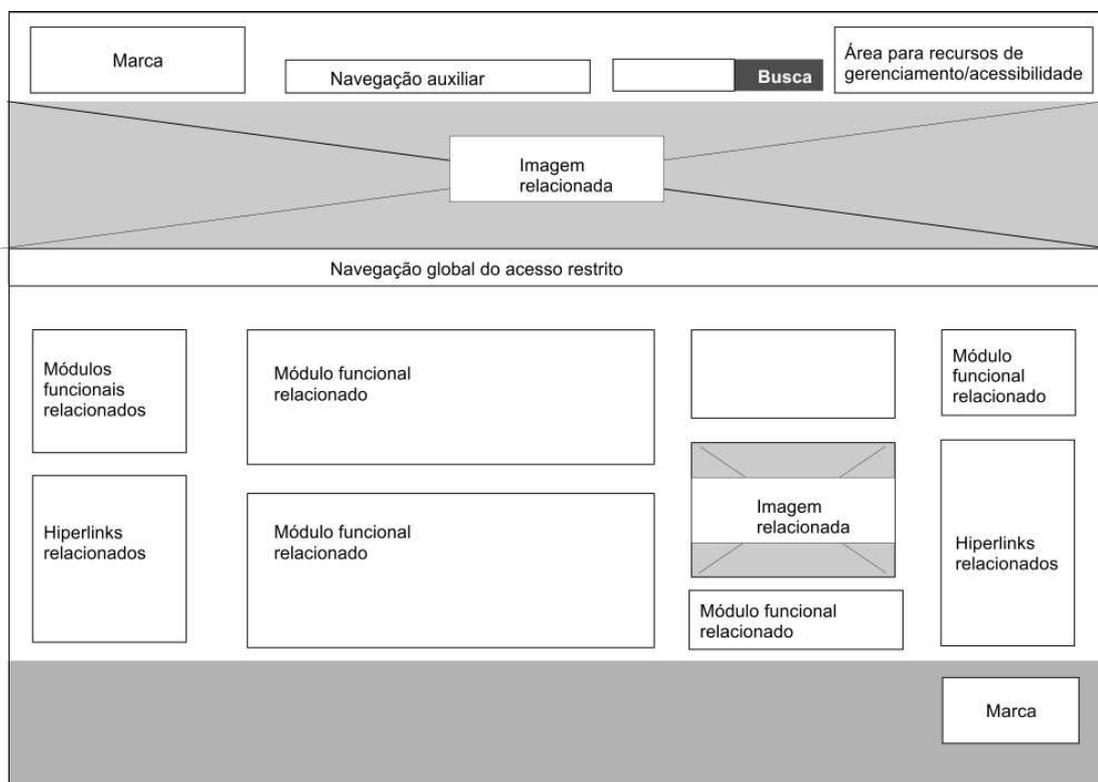 Marca
Navegação auxiliar
Busca
Área para recursos de
gerenciamento/acessibilidade
Imagem
relacionada
Navegação global do acesso restrito
Módulos
funcionais
relacionados
Hiperlinks
relacionados
Módulo funcional
relacionado
Módulo funcional
relacionado
Imagem
relacionada
Módulo funcional
relacionado
Módulo
funcional
relacionado
Hiperlinks
relacionados
Marca